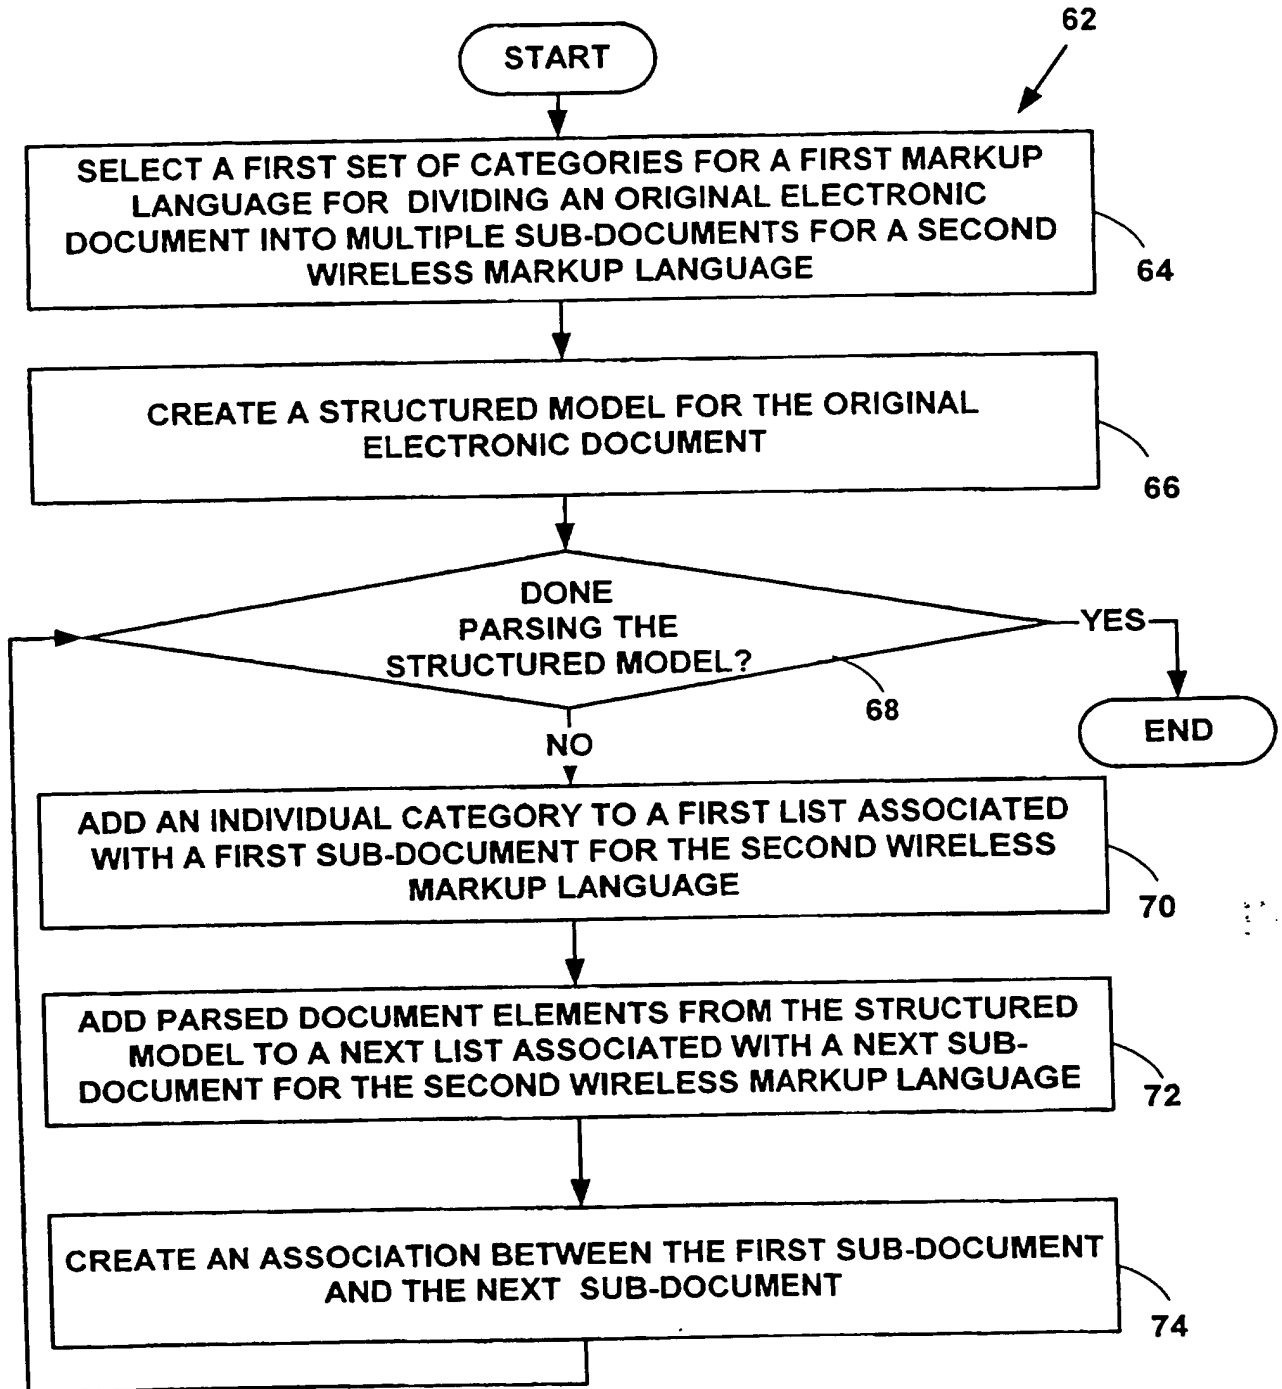 62
START
SELECT A FIRST SET OF CATEGORIES FOR A FIRST MARKUP
LANGUAGE FOR DIVIDING AN ORIGINAL ELECTRONIC
DOCUMENT INTO MULTIPLE SUB-DOCUMENTS FOR A SECOND
WIRELESS MARKUP LANGUAGE
64
CREATE A STRUCTURED MODEL FOR THE ORIGINAL
ELECTRONIC DOCUMENT
66
DONE
PARSING THE
STRUCTURED MODEL?
YES
68
END
NO
ADD AN INDIVIDUAL CATEGORY TO A FIRST LIST ASSOCIATED
WITH A FIRST SUB-DOCUMENT FOR THE SECOND WIRELESS
MARKUP LANGUAGE
70
ADD PARSED DOCUMENT ELEMENTS FROM THE STRUCTURED
MODEL TO A NEXT LIST ASSOCIATED WITH A NEXT SUB-
DOCUMENT FOR THE SECOND WIRELESS MARKUP LANGUAGE
72
CREATE AN ASSOCIATION BETWEEN THE FIRST SUB-DOCUMENT
AND THE NEXT SUB-DOCUMENT
74